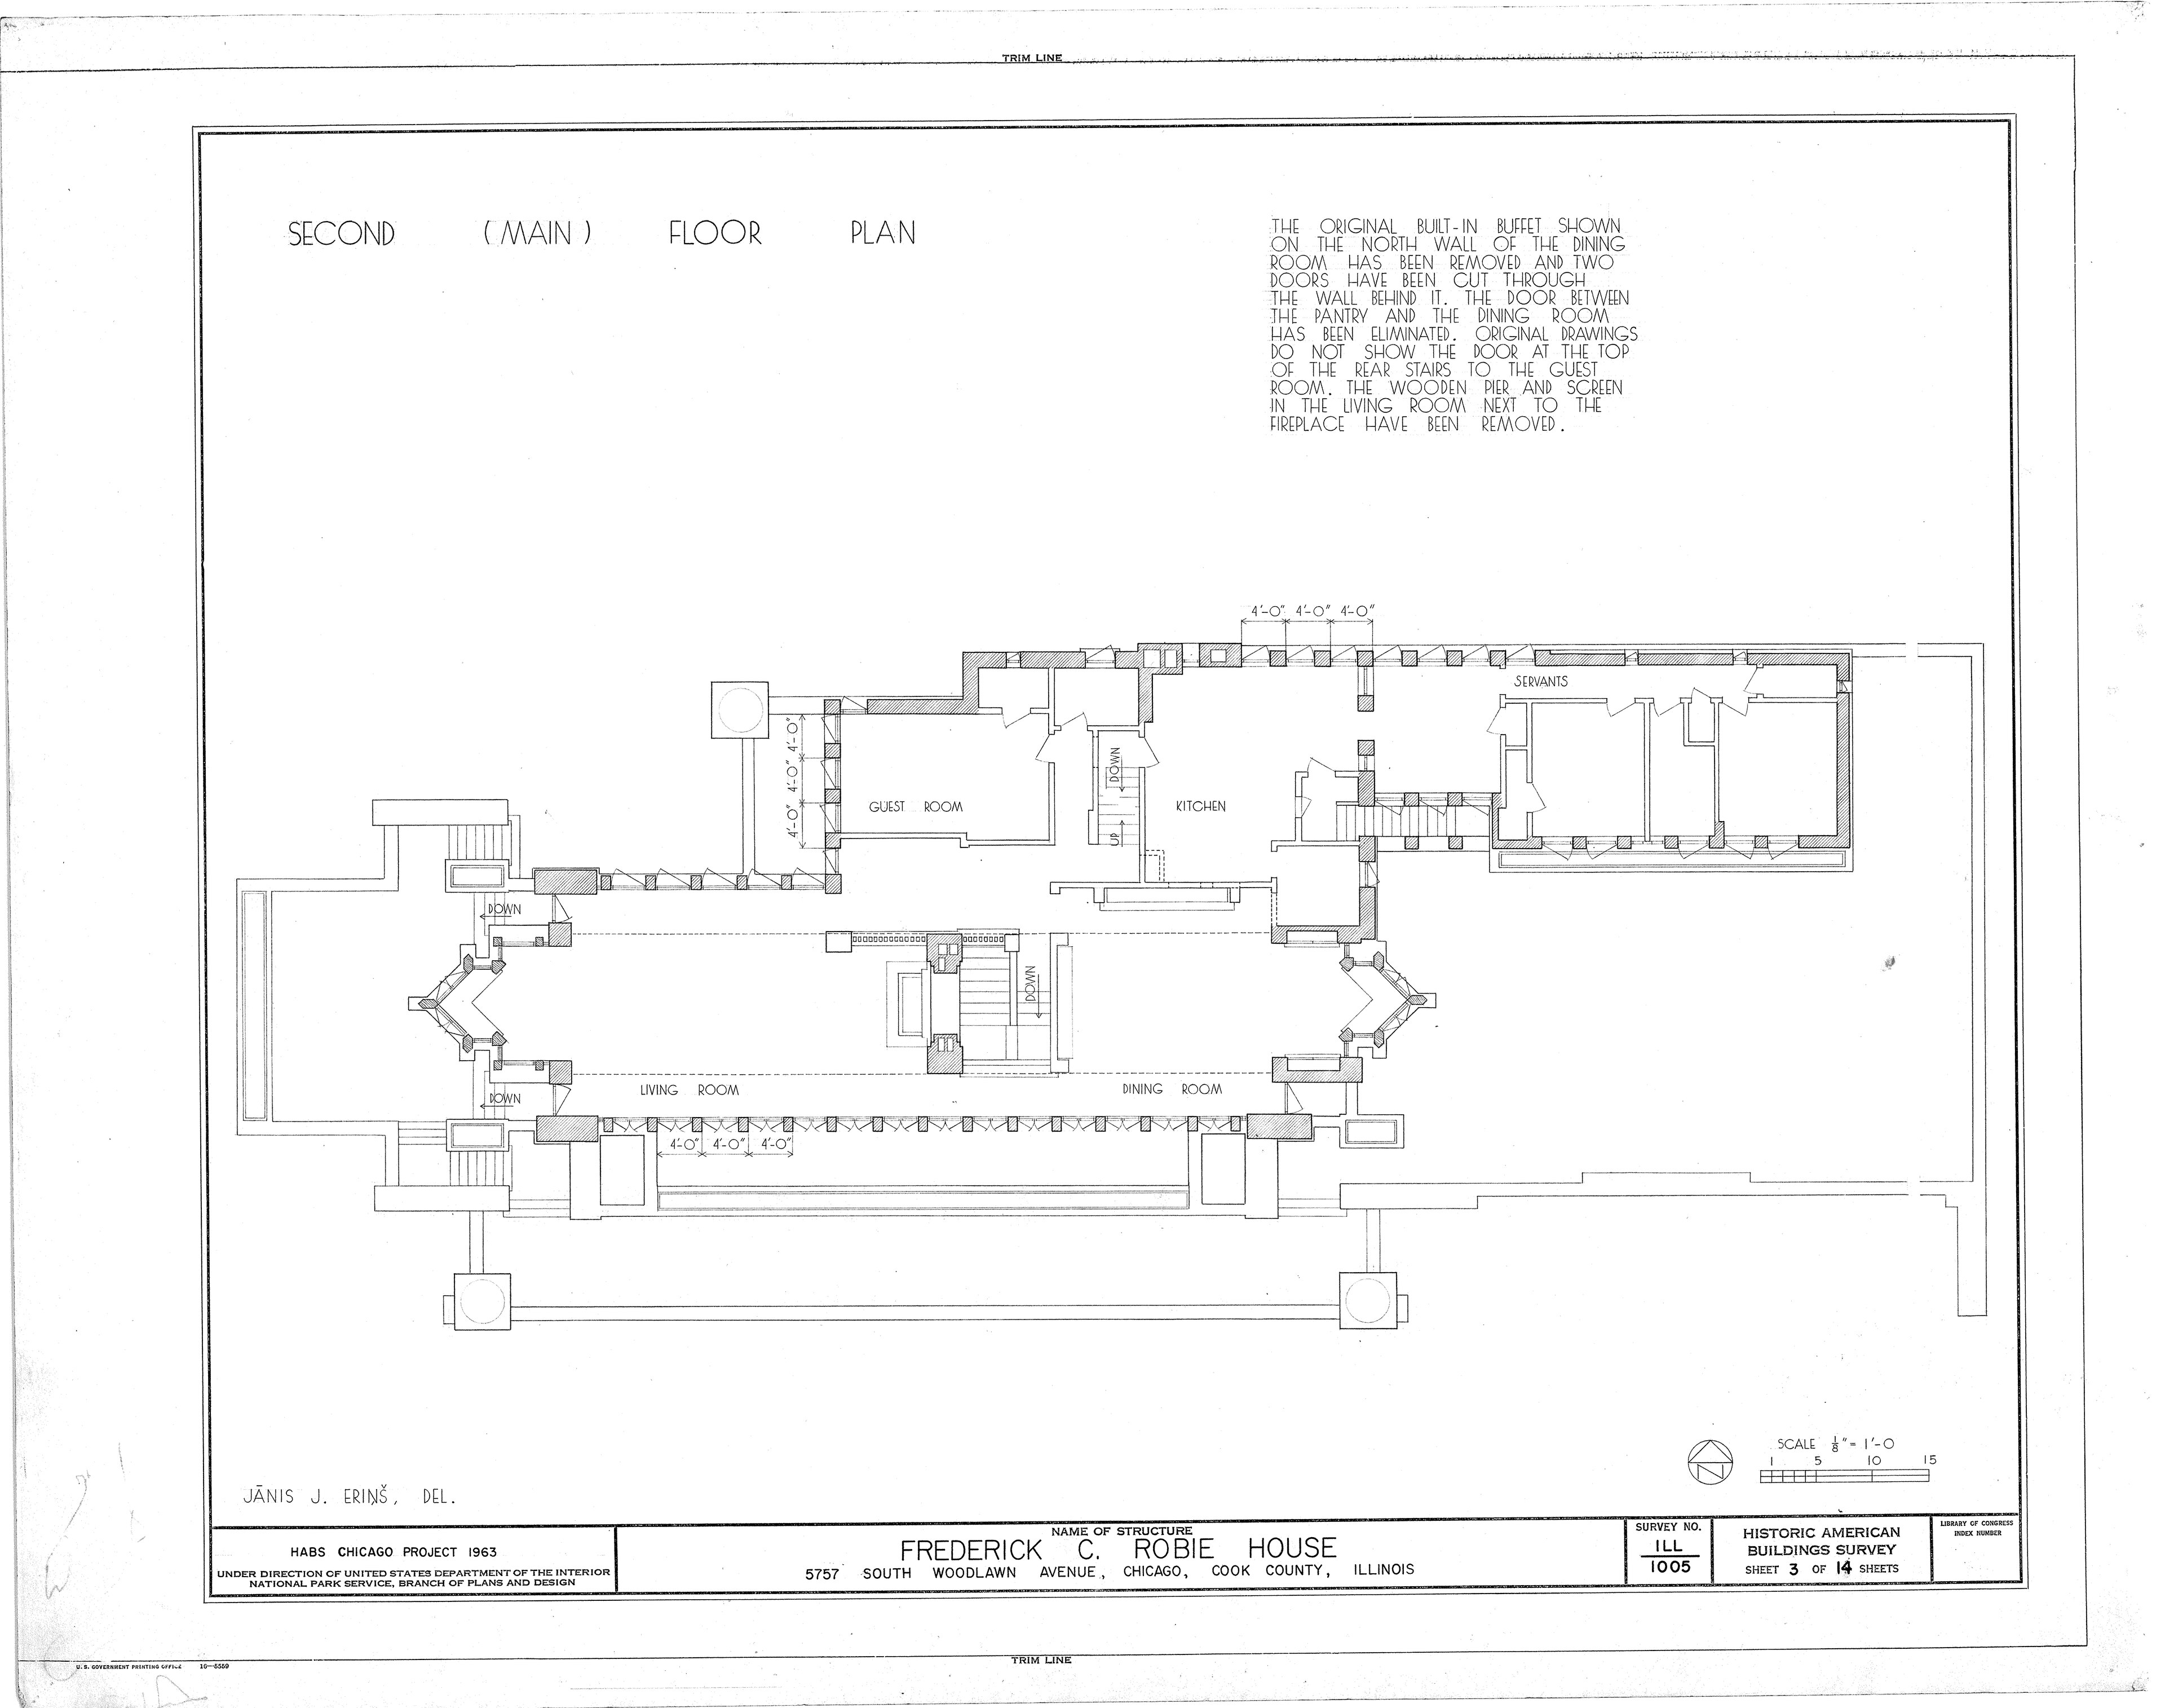 TRIM LINE
SECOND (MAIN) FLOOR PLAN
THE ORIGINAL BUILT-IN BUFFET SHOWN
ON THE NORTH WALL OF THE DINING
ROOM HAS BEEN REMOVED AND TWO
DOORS HAVE BEEN CUT THROUGH
THE WALL BEHIND IT. THE DOOR BETWEEN
THE PANTRY AND THE DINING ROOM
HAS BEEN ELIMINATED. ORIGINAL DRAWINGS
DO NOT SHOW THE DOOR AT THE TOP
OF THE REAR STAIRS TO THE GUEST
ROOM. THE WOODEN PIER AND SCREEN
IN THE LIVING ROOM NEXT TO THE
FIREPLACE HAVE BEEN REMOVED.
4'-0" 4'-0" 4'-0"
SERVANTS
4'-0"
4'-0"
4'-0"
DOWN
UP
GUEST ROOM
KITCHEN
DOWN
DOWN
DOWN
LIVING ROOM
DINING ROOM
4'-0" 4'-0" 4'-0"
N
SCALE 1/8" = 1'-0
1 5 10 15
JĀNIS J. ERIŅŠ, DEL.
HABS CHICAGO PROJECT 1963
UNDER DIRECTION OF UNITED STATES DEPARTMENT OF THE INTERIOR
NATIONAL PARK SERVICE, BRANCH OF PLANS AND DESIGN
NAME OF STRUCTURE
FREDERICK C. ROBIE HOUSE
5757 SOUTH WOODLAWN AVENUE, CHICAGO, COOK COUNTY, ILLINOIS
SURVEY NO.
ILL
1005
HISTORIC AMERICAN
BUILDINGS SURVEY
SHEET 3 OF 14 SHEETS
LIBRARY OF CONGRESS
INDEX NUMBER
U. S. GOVERNMENT PRINTING OFFICE 16—5559
TRIM LINE